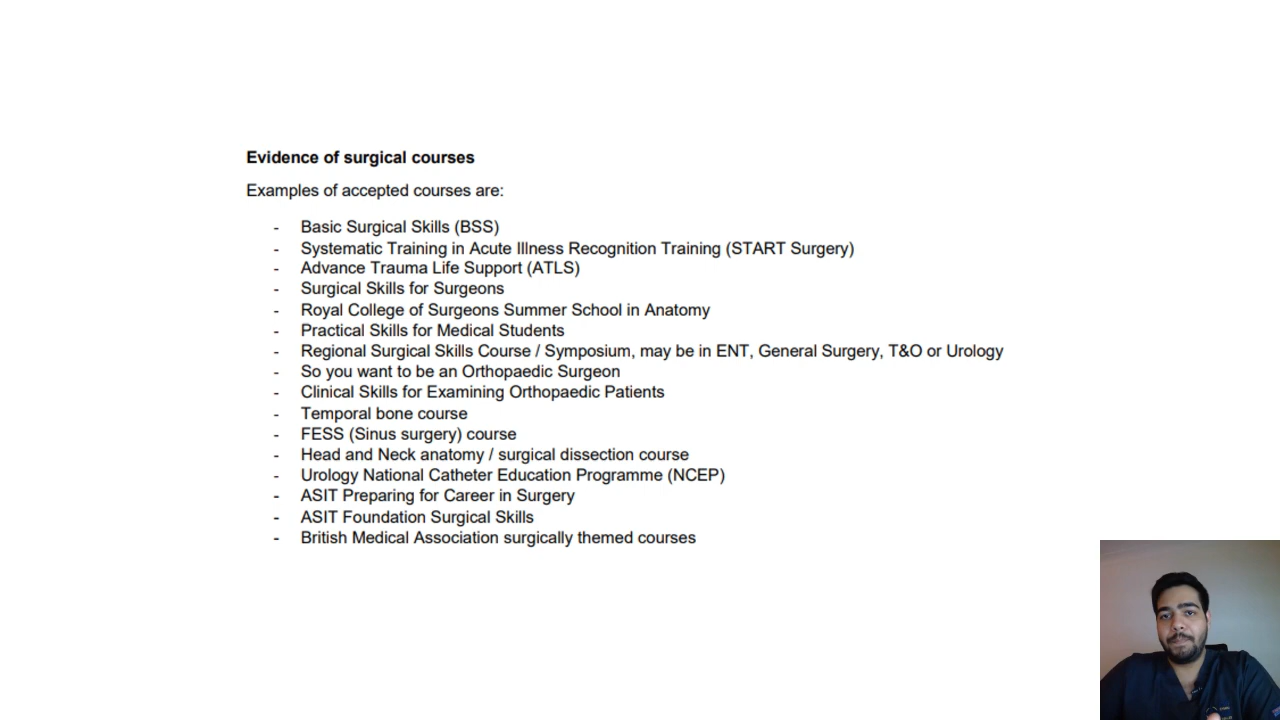 Evidence of surgical courses
Examples of accepted courses are:
- Basic Surgical Skills (BSS)
- Systematic Training in Acute Illness Recognition Training (START Surgery)
- Advance Trauma Life Support (ATLS)
- Surgical Skills for Surgeons
- Royal College of Surgeons Summer School in Anatomy
- Practical Skills for Medical Students
- Regional Surgical Skills Course / Symposium, may be in ENT, General Surgery, T&O or Urology
- So you want to be an Orthopaedic Surgeon
- Clinical Skills for Examining Orthopaedic Patients
- Temporal bone course
- FESS (Sinus surgery) course
- Head and Neck anatomy / surgical dissection course
- Urology National Catheter Education Programme (NCEP)
- ASIT Preparing for Career in Surgery
- ASIT Foundation Surgical Skills
- British Medical Association surgically themed courses